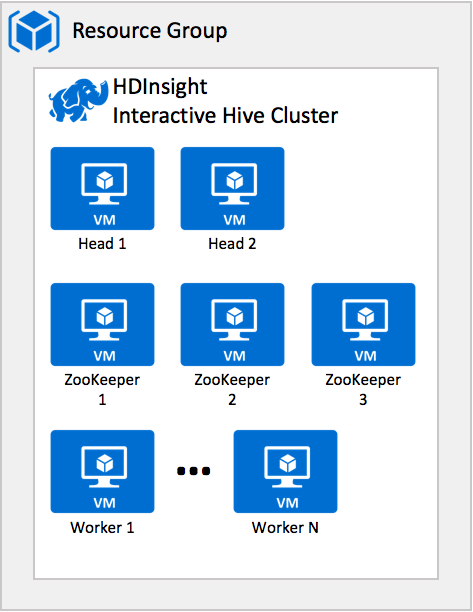 Resource Group
HDInsight
Interactive Hive Cluster
VM
VM
Head 1
Head 2
VM
VM
VM
ZooKeeper
1
ZooKeeper
2
ZooKeeper
3
VM
...
VM
Worker 1
Worker N